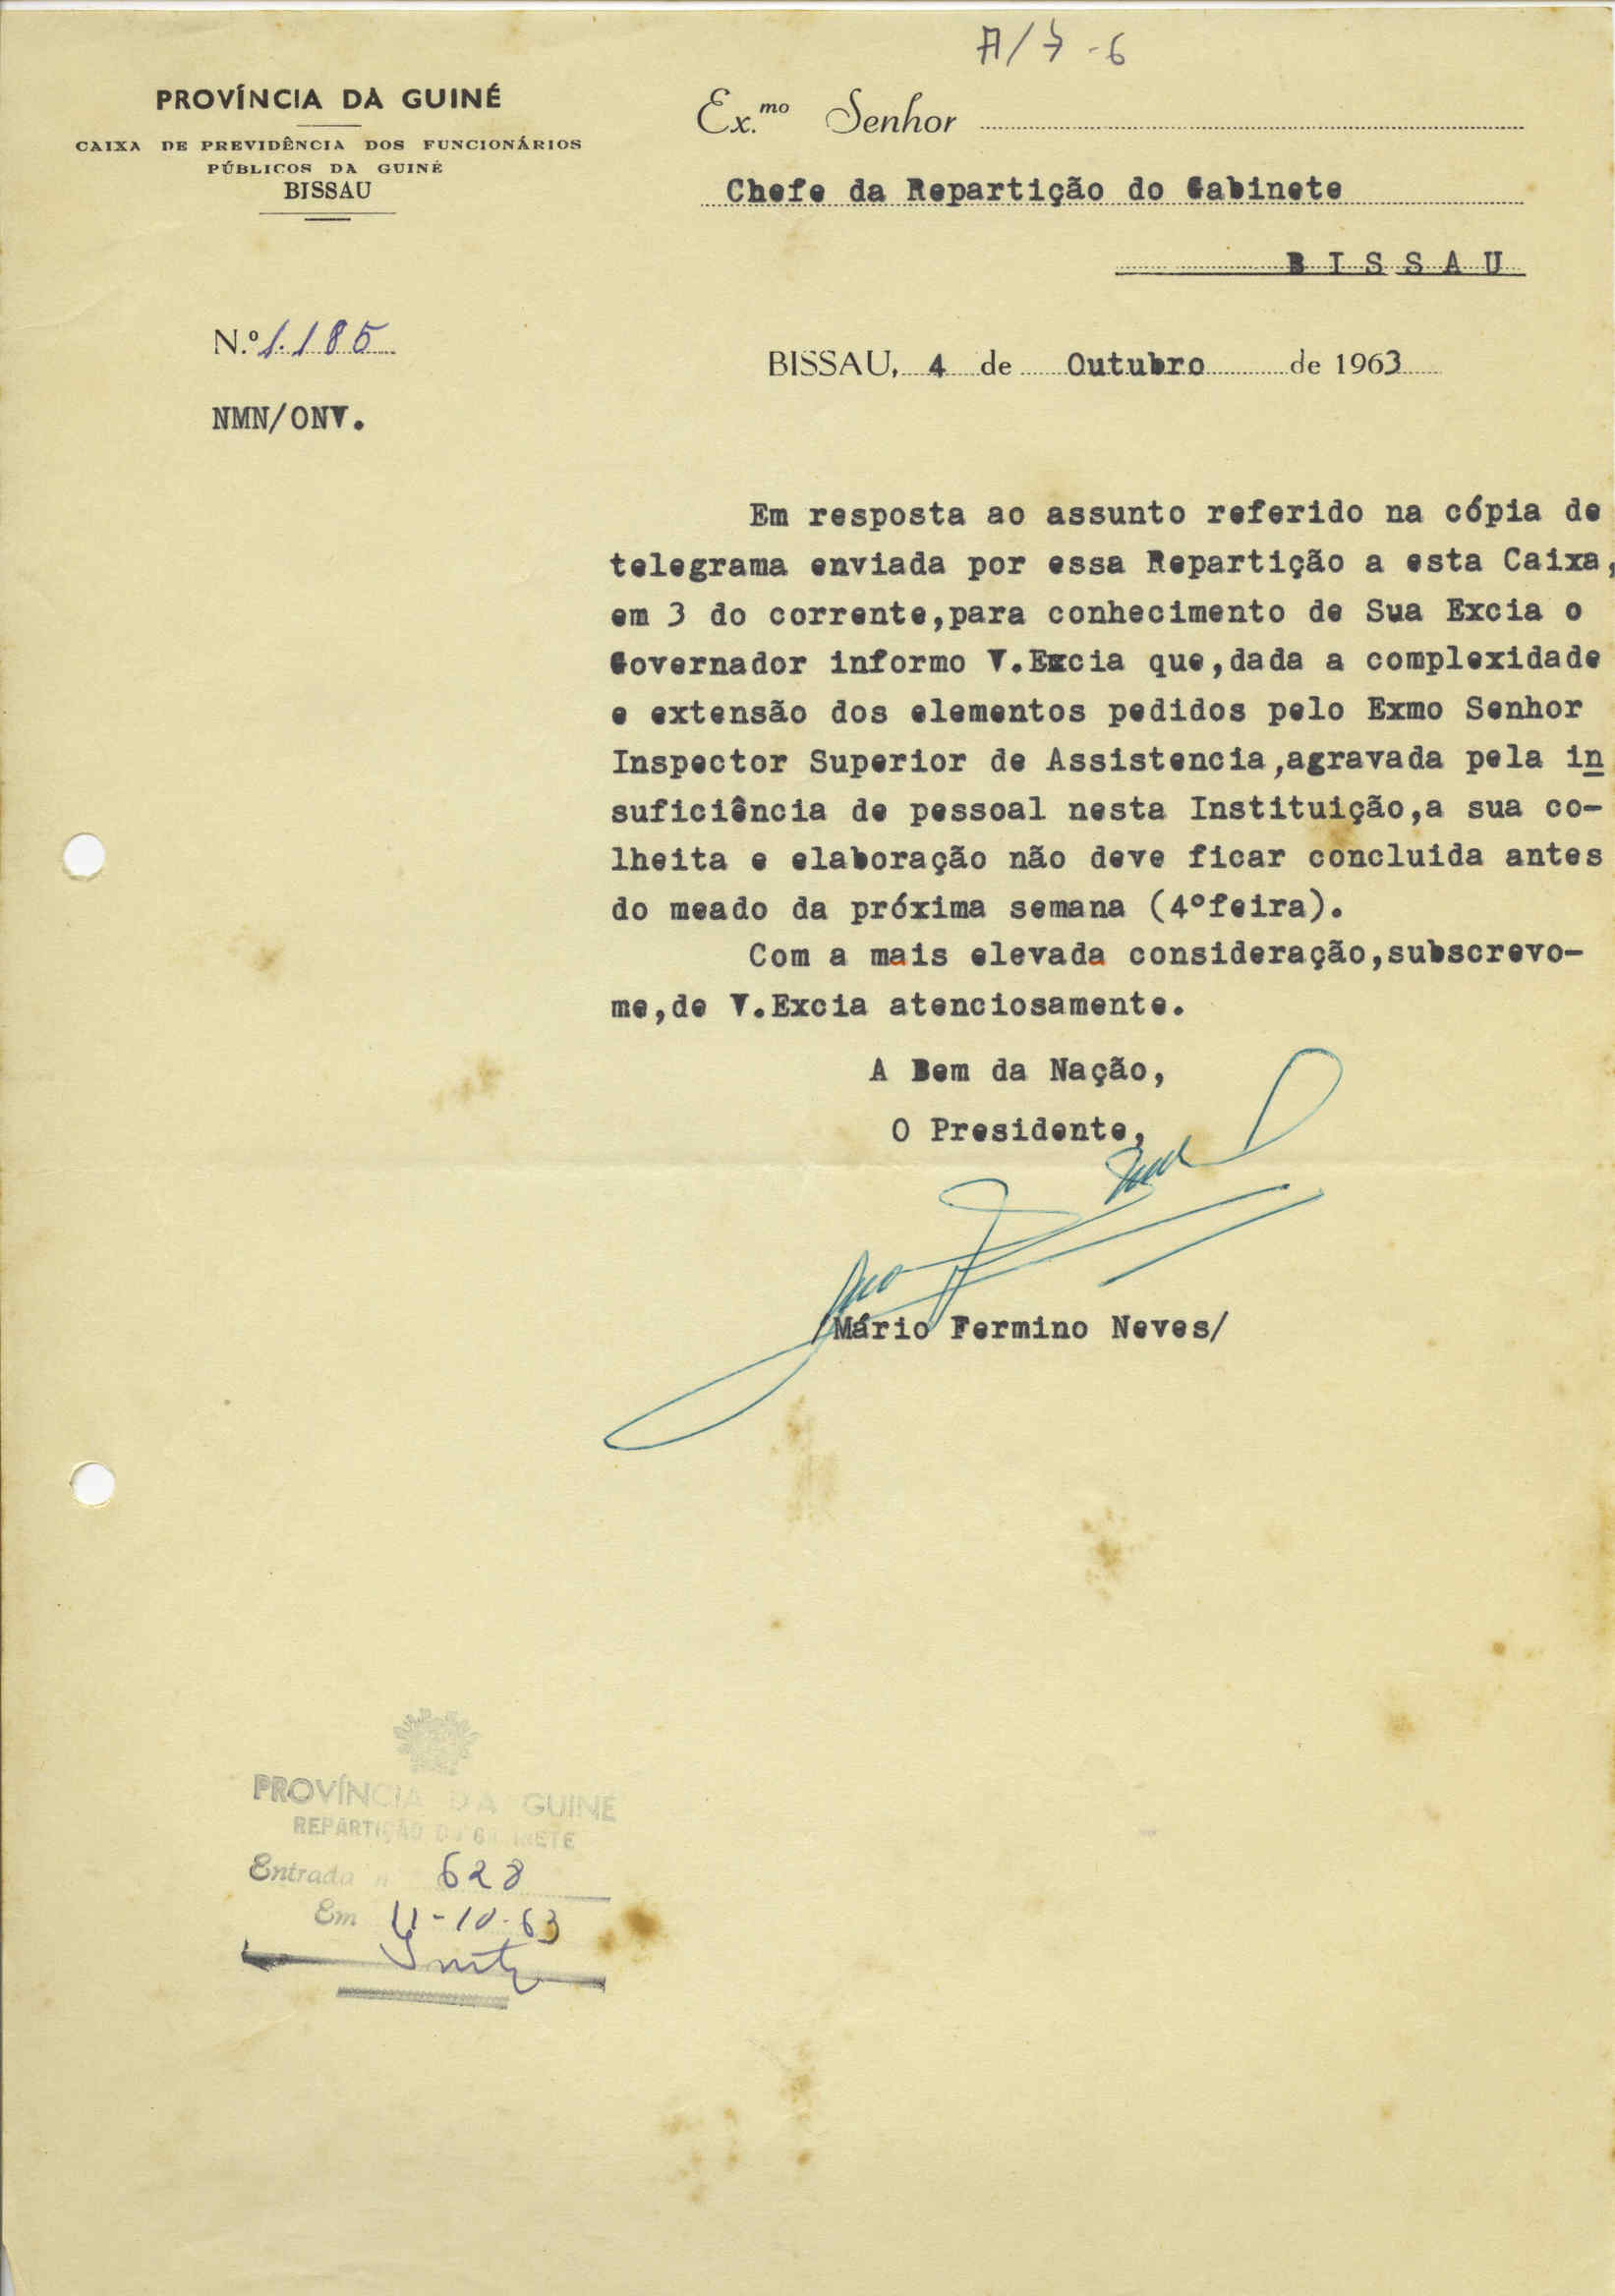 A/7-6
PROVÍNCIA DA GUINÉ
CAIXA DE PREVIDÊNCIA DOS FUNCIONÁRIOS
PÚBLICOS DA GUINÉ
BISSAU
Ex.mo Senhor
Chefe da Repartição do Gabinete
BISSAU
N.º 1.185
BISSAU, 4 de Outubro de 1963
NMN/ONV.
Em resposta ao assunto referido na cópia de
telegrama enviada por essa Repartição a esta Caixa,
em 3 do corrente,para conhecimento de Sua Excia o
Governador informo V.Excia que,dada a complexidade
e extensão dos elementos pedidos pelo Exmo Senhor
Inspector Superior de Assistencia,agravada pela in
suficiência de pessoal nesta Instituição,a sua co-
lheita e elaboração não deve ficar concluida antes
do meado da próxima semana (4ºfeira).
Com a mais elevada consideração,subscrevo-
me,de V.Excia atenciosamente.
A Bem da Nação,
O Presidente,
/Mário Fermino Neves/
PROVÍNCIA DA GUINÉ
REPARTIÇÃO DO GABINETE
Entrada n 628
Em -10-63